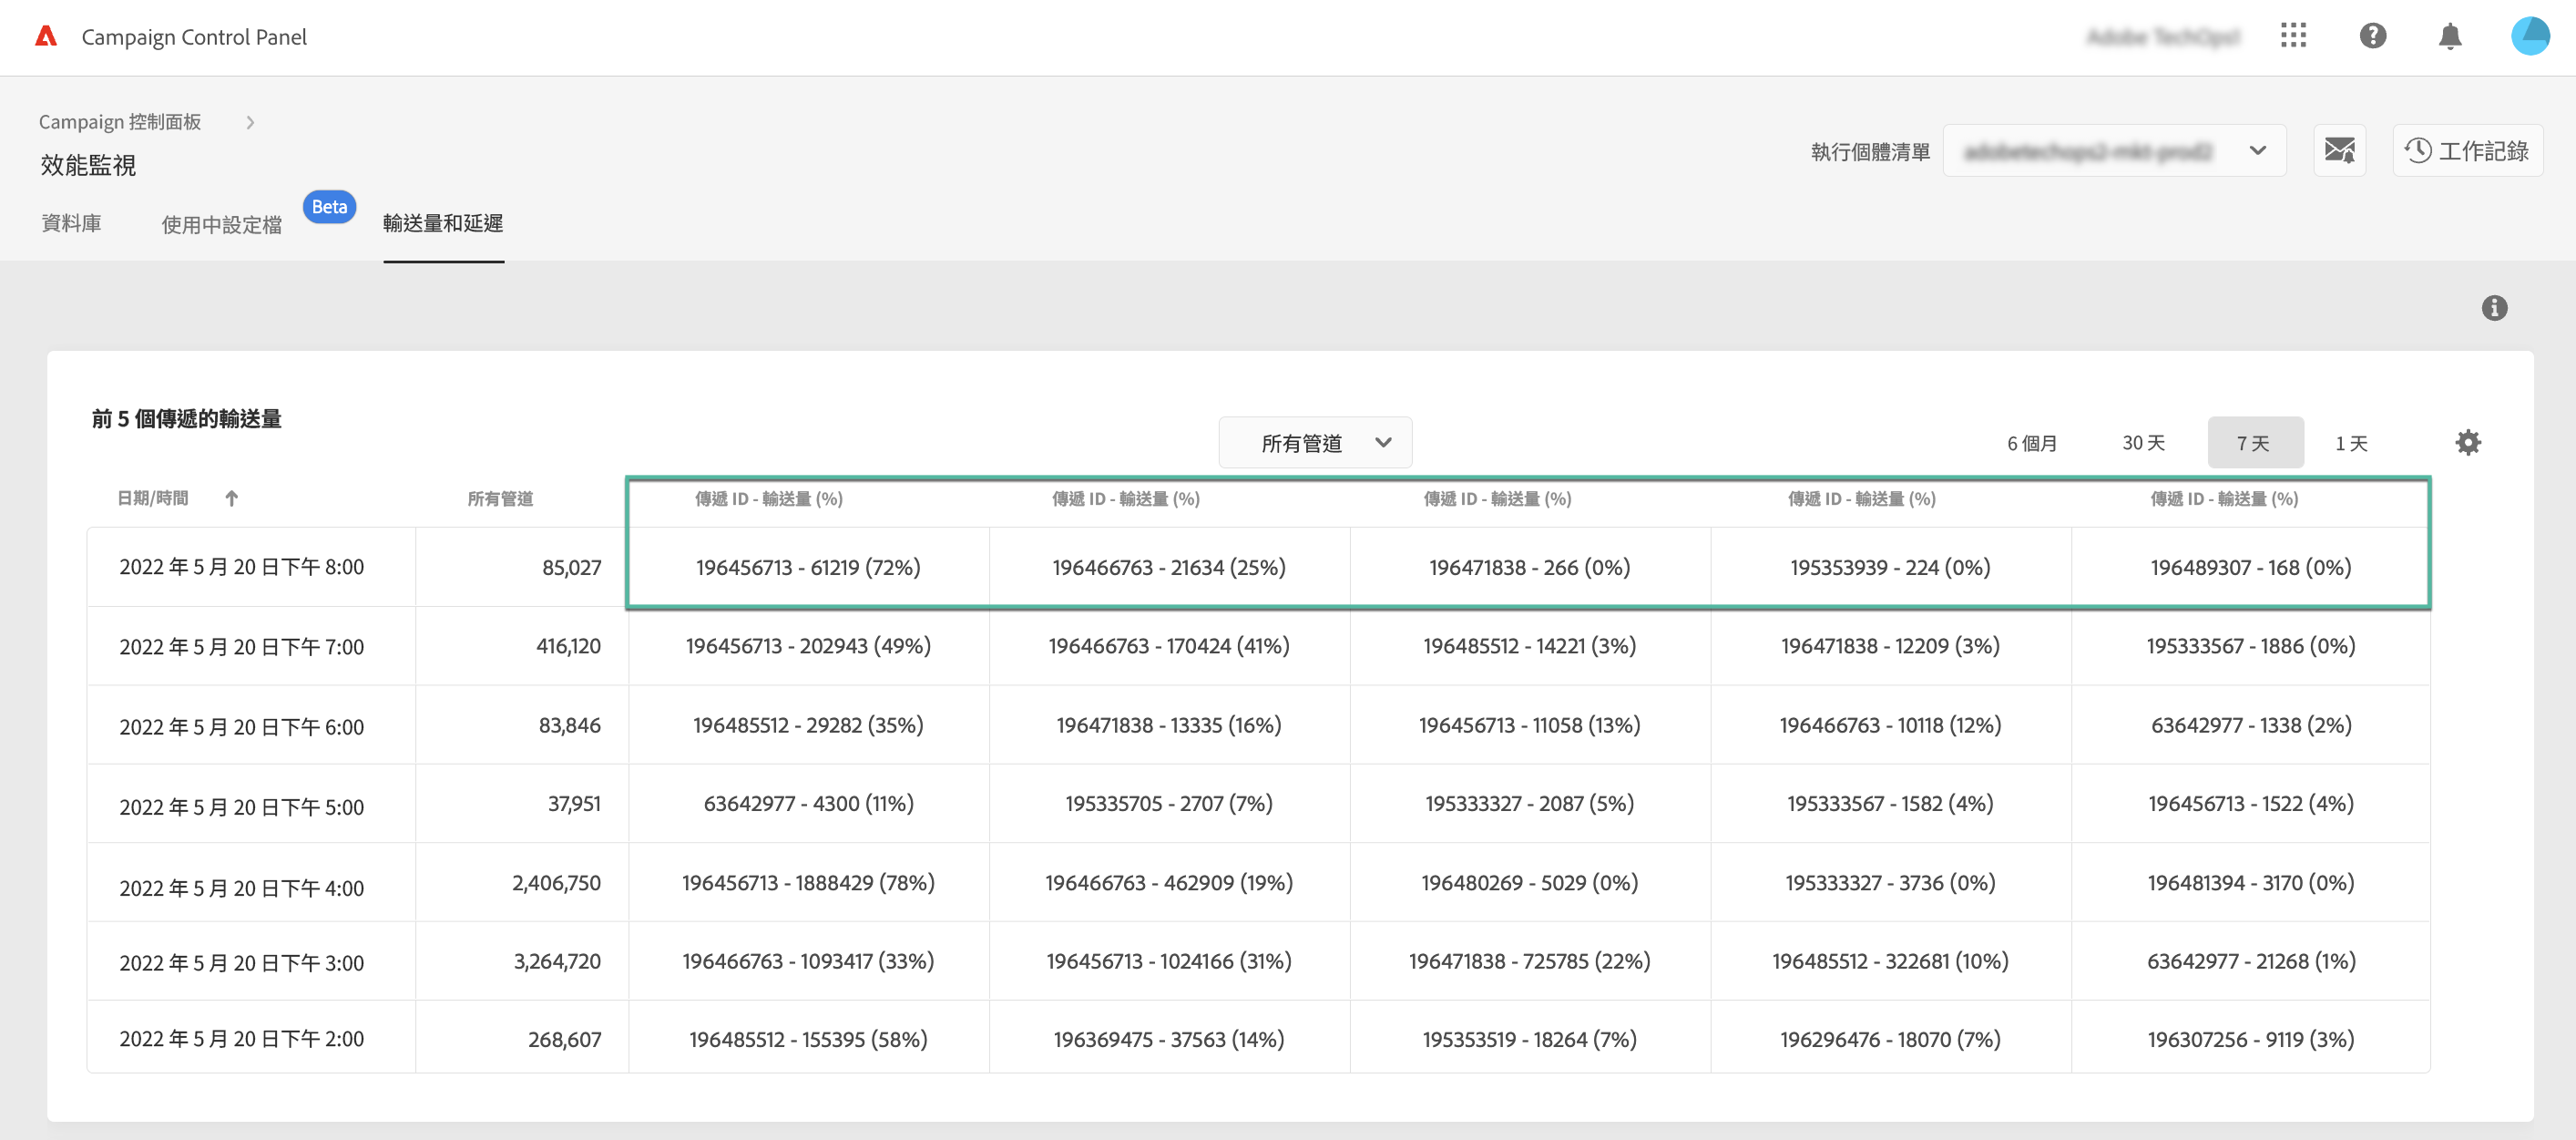 Campaign Control Panel
Campaign 控制面板
效能監視
執行個體清單
工作記錄
資料庫 使用中設定檔 Beta 輸送量和延遲
前 5 個傳遞的輸送量
所有管道 6 個月 30 天 7 天 1 天
日期/時間 所有管道 傳遞 ID - 輸送量 (%) 傳遞 ID - 輸送量 (%) 傳遞 ID - 輸送量 (%) 傳遞 ID - 輸送量 (%) 傳遞 ID - 輸送量 (%)
2022 年 5 月 20 日下午 8:00 85,027 196456713 - 61219 (72%) 196466763 - 21634 (25%) 196471838 - 266 (0%) 195353939 - 224 (0%) 196489307 - 168 (0%)
2022 年 5 月 20 日下午 7:00 416,120 196456713 - 202943 (49%) 196466763 - 170424 (41%) 196485512 - 14221 (3%) 196471838 - 12209 (3%) 195333567 - 1886 (0%)
2022 年 5 月 20 日下午 6:00 83,846 196485512 - 29282 (35%) 196471838 - 13335 (16%) 196456713 - 11058 (13%) 196466763 - 10118 (12%) 63642977 - 1338 (2%)
2022 年 5 月 20 日下午 5:00 37,951 63642977 - 4300 (11%) 195335705 - 2707 (7%) 195333327 - 2087 (5%) 195333567 - 1582 (4%) 196456713 - 1522 (4%)
2022 年 5 月 20 日下午 4:00 2,406,750 196456713 - 1888429 (78%) 196466763 - 462909 (19%) 196480269 - 5029 (0%) 195333327 - 3736 (0%) 196481394 - 3170 (0%)
2022 年 5 月 20 日下午 3:00 3,264,720 196466763 - 1093417 (33%) 196456713 - 1024166 (31%) 196471838 - 725785 (22%) 196485512 - 322681 (10%) 63642977 - 21268 (1%)
2022 年 5 月 20 日下午 2:00 268,607 196485512 - 155395 (58%) 196369475 - 37563 (14%) 195353519 - 18264 (7%) 196296476 - 18070 (7%) 196307256 - 9119 (3%)